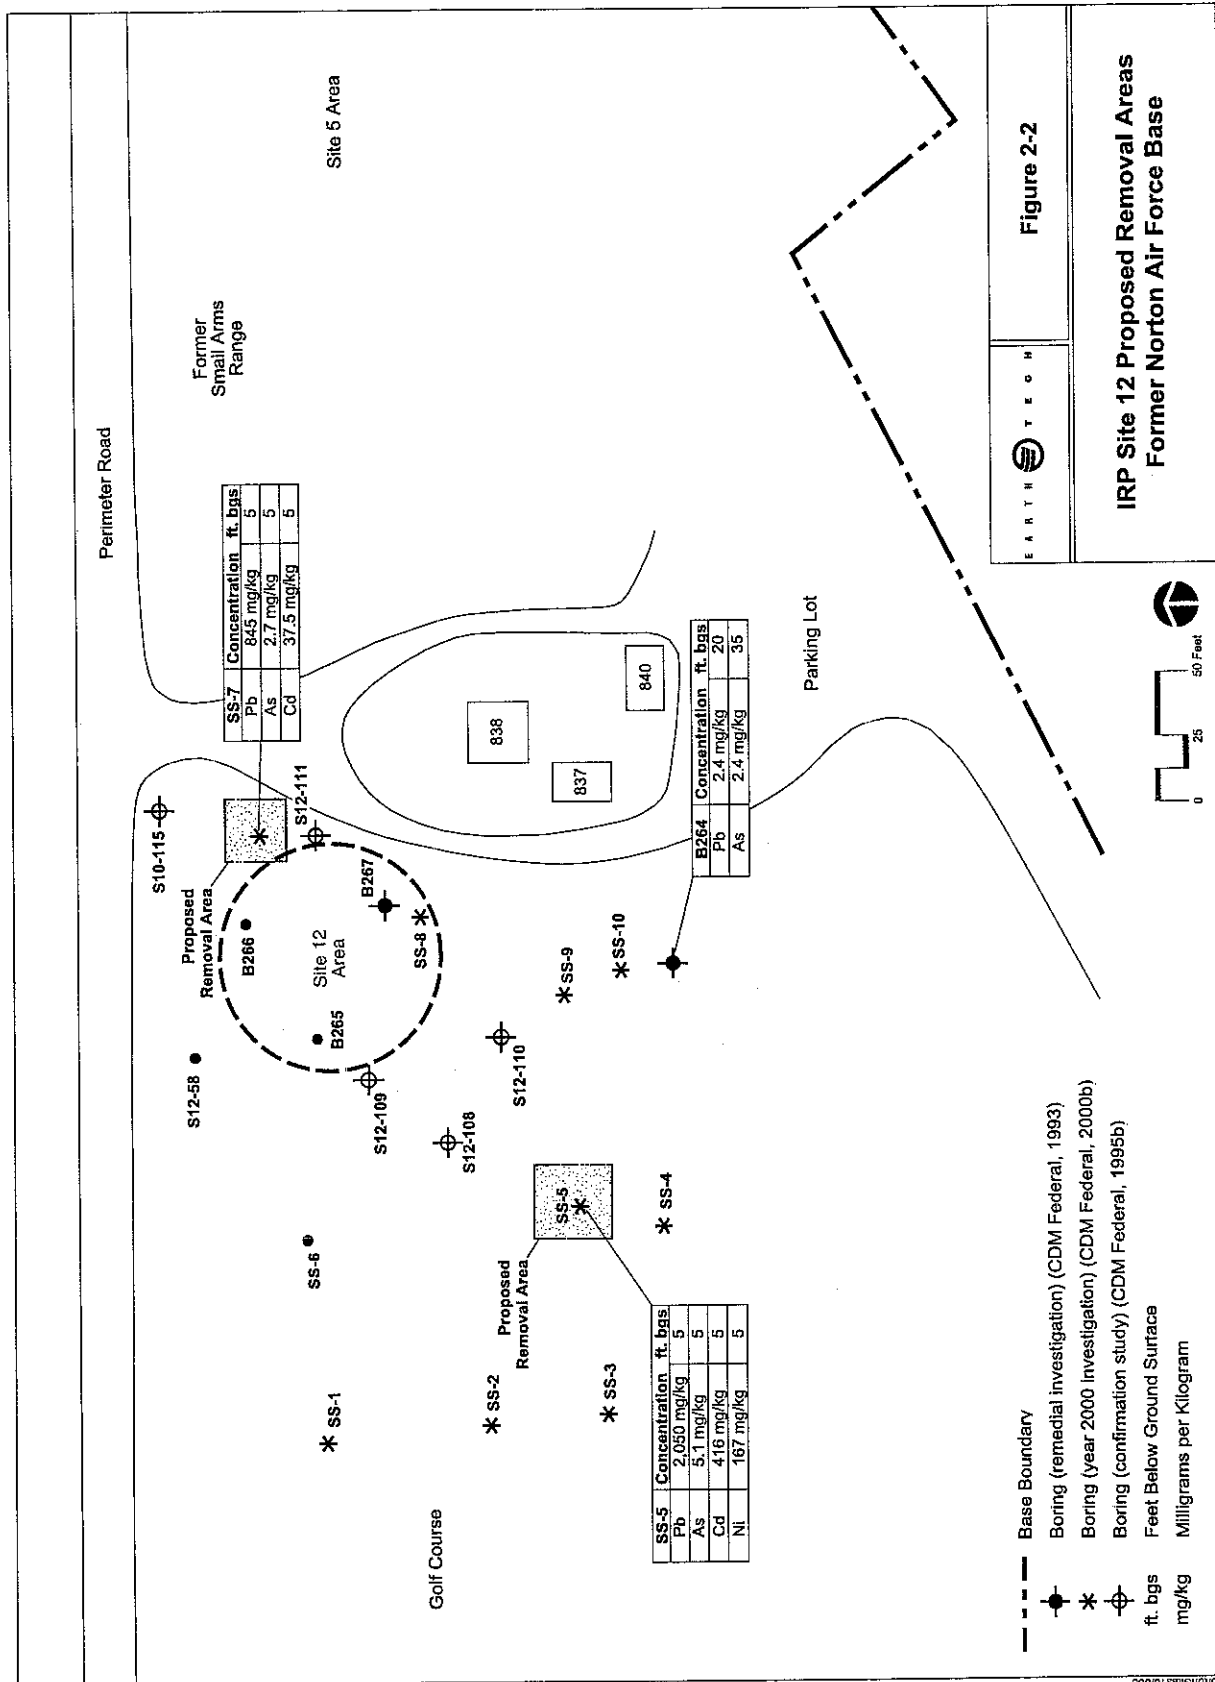 Perimeter Road
Former
Small Arms
Range
Site 5 Area
S10-115
Proposed
Removal Area
SS-7 Concentration ft. bgs
Pb 845 mg/kg 5
As 2.7 mg/kg 5
Cd 37.5 mg/kg 5
S12-111
S12-58
B266
Site 12
Area
B265
B267
SS-8
S12-109
S12-108
S12-110
SS-6
SS-1
SS-2
SS-3
SS-4
SS-9
SS-10
838
837
840
Golf Course
Proposed
Removal Area
SS-5
SS-5 Concentration ft. bgs
Pb 2,050 mg/kg 5
As 5.1 mg/kg 5
Cd 416 mg/kg 5
Ni 167 mg/kg 5
B264 Concentration ft. bgs
Pb 2.4 mg/kg 20
As 2.4 mg/kg 35
Parking Lot
Base Boundary
Boring (remedial investigation) (CDM Federal, 1993)
Boring (year 2000 investigation) (CDM Federal, 2000b)
Boring (confirmation study) (CDM Federal, 1995b)
ft. bgs Feet Below Ground Surface
mg/kg Milligrams per Kilogram
0 25 50 Feet
EARTH TECH
Figure 2-2
IRP Site 12 Proposed Removal Areas
Former Norton Air Force Base